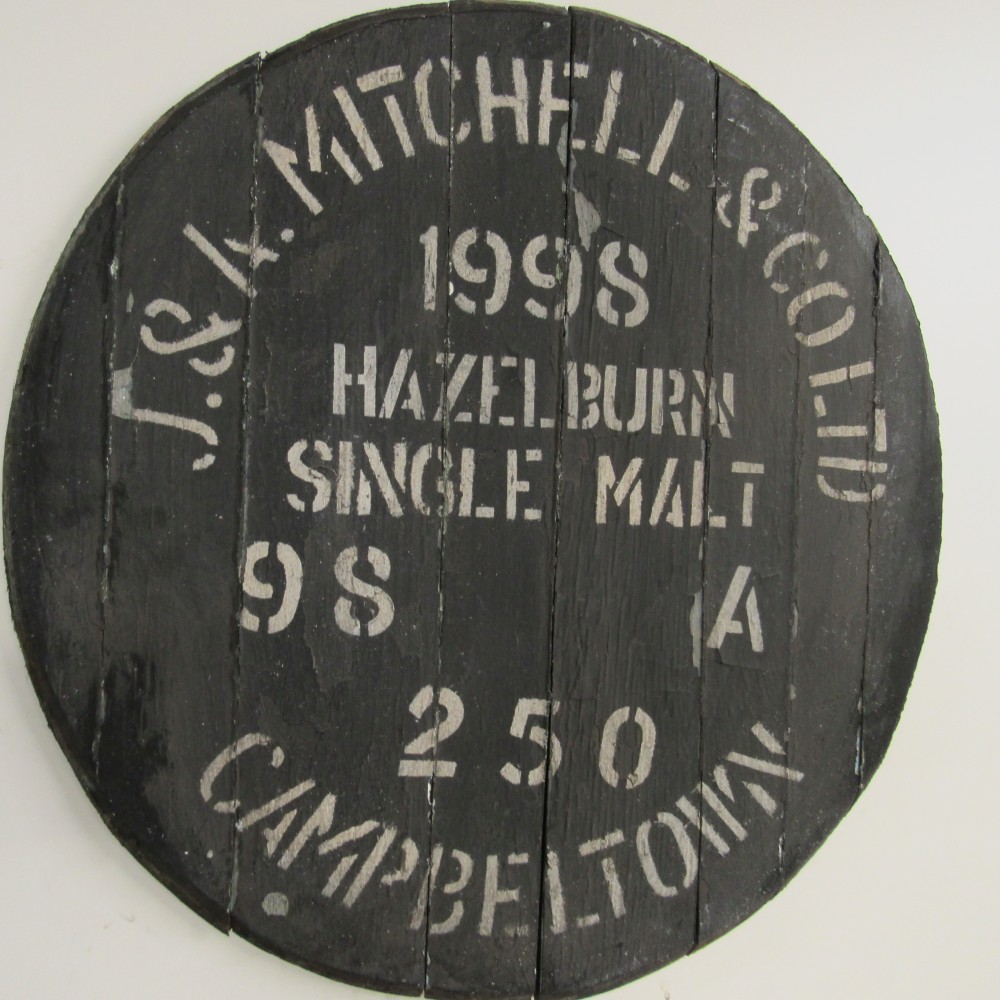 J. & A. MITCHELL & CO LTD
1998
HAZELBURN
SINGLE MALT
98 A
250
CAMPBELTOWN